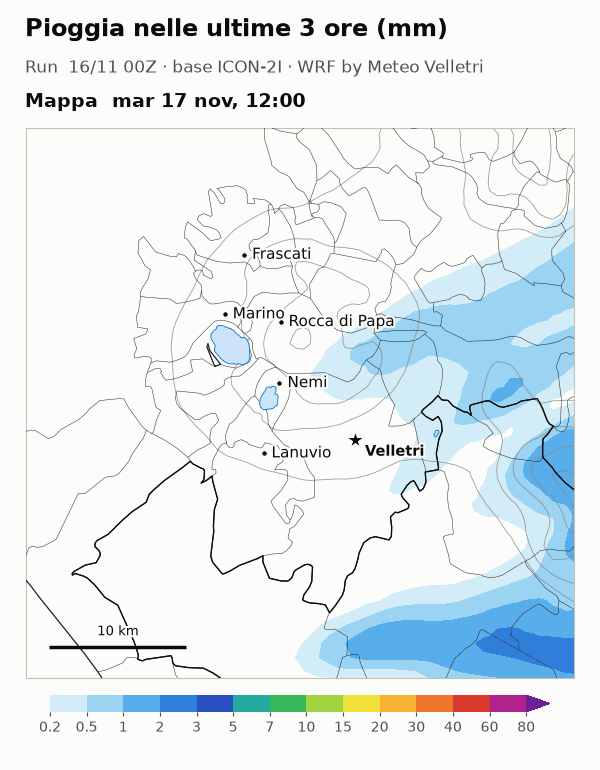 Pioggia nelle ultime 3 ore (mm)
Run  16/11 00Z · base ICON-2I · WRF by Meteo Velletri
Mappa  mar 17 nov, 12:00
Frascati
Marino
Rocca di Papa
Nemi
Velletri
Lanuvio
10 km
0.2 0.5 1 2 3 5 7 10 15 20 30 40 60 80